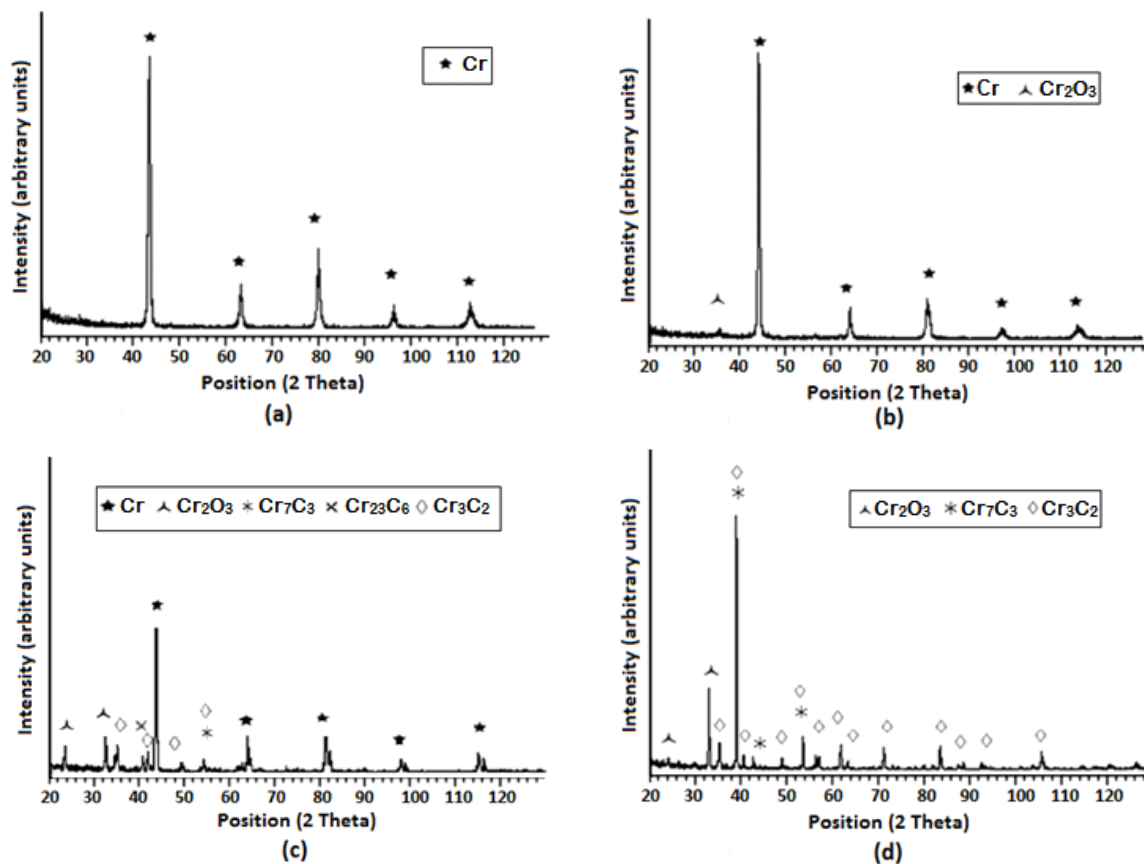 Intensity (arbitrary units)
★ Cr
20 30 40 50 60 70 80 90 100 110 120
Position (2 Theta)
(a)
Intensity (arbitrary units)
★ Cr ⅄ Cr₂O₃
20 30 40 50 60 70 80 90 100 110 120
Position (2 Theta)
(b)
Intensity (arbitrary units)
★ Cr ⅄ Cr₂O₃ ✳ Cr₇C₃ × Cr₂₃C₆ ◇ Cr₃C₂
20 30 40 50 60 70 80 90 100 110 120
Position (2 Theta)
(c)
Intensity (arbitrary units)
⅄ Cr₂O₃ ✳ Cr₇C₃ ◇ Cr₃C₂
20 30 40 50 60 70 80 90 100 110 120
Position (2 Theta)
(d)